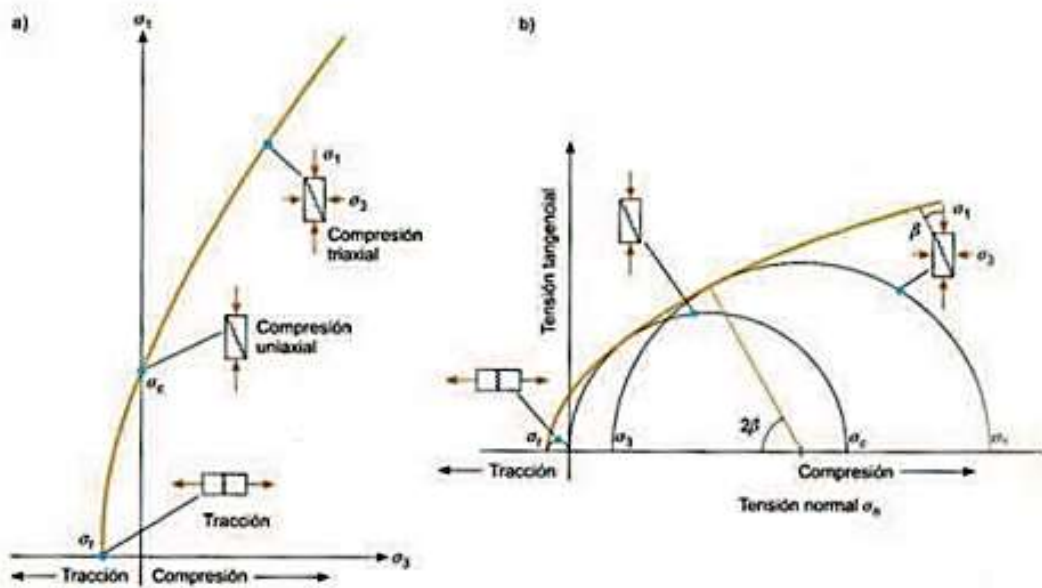 a)
σ₁
σ₁
σ₃
Compresión
triaxial
Compresión
uniaxial
σc
Tracción
σt
σ₃
Tracción
Compresión
b)
Tensión tangencial
β
σ₁
σ₃
2β
σt
σ₃
σc
σ₁
Tracción
Compresión
Tensión normal σn